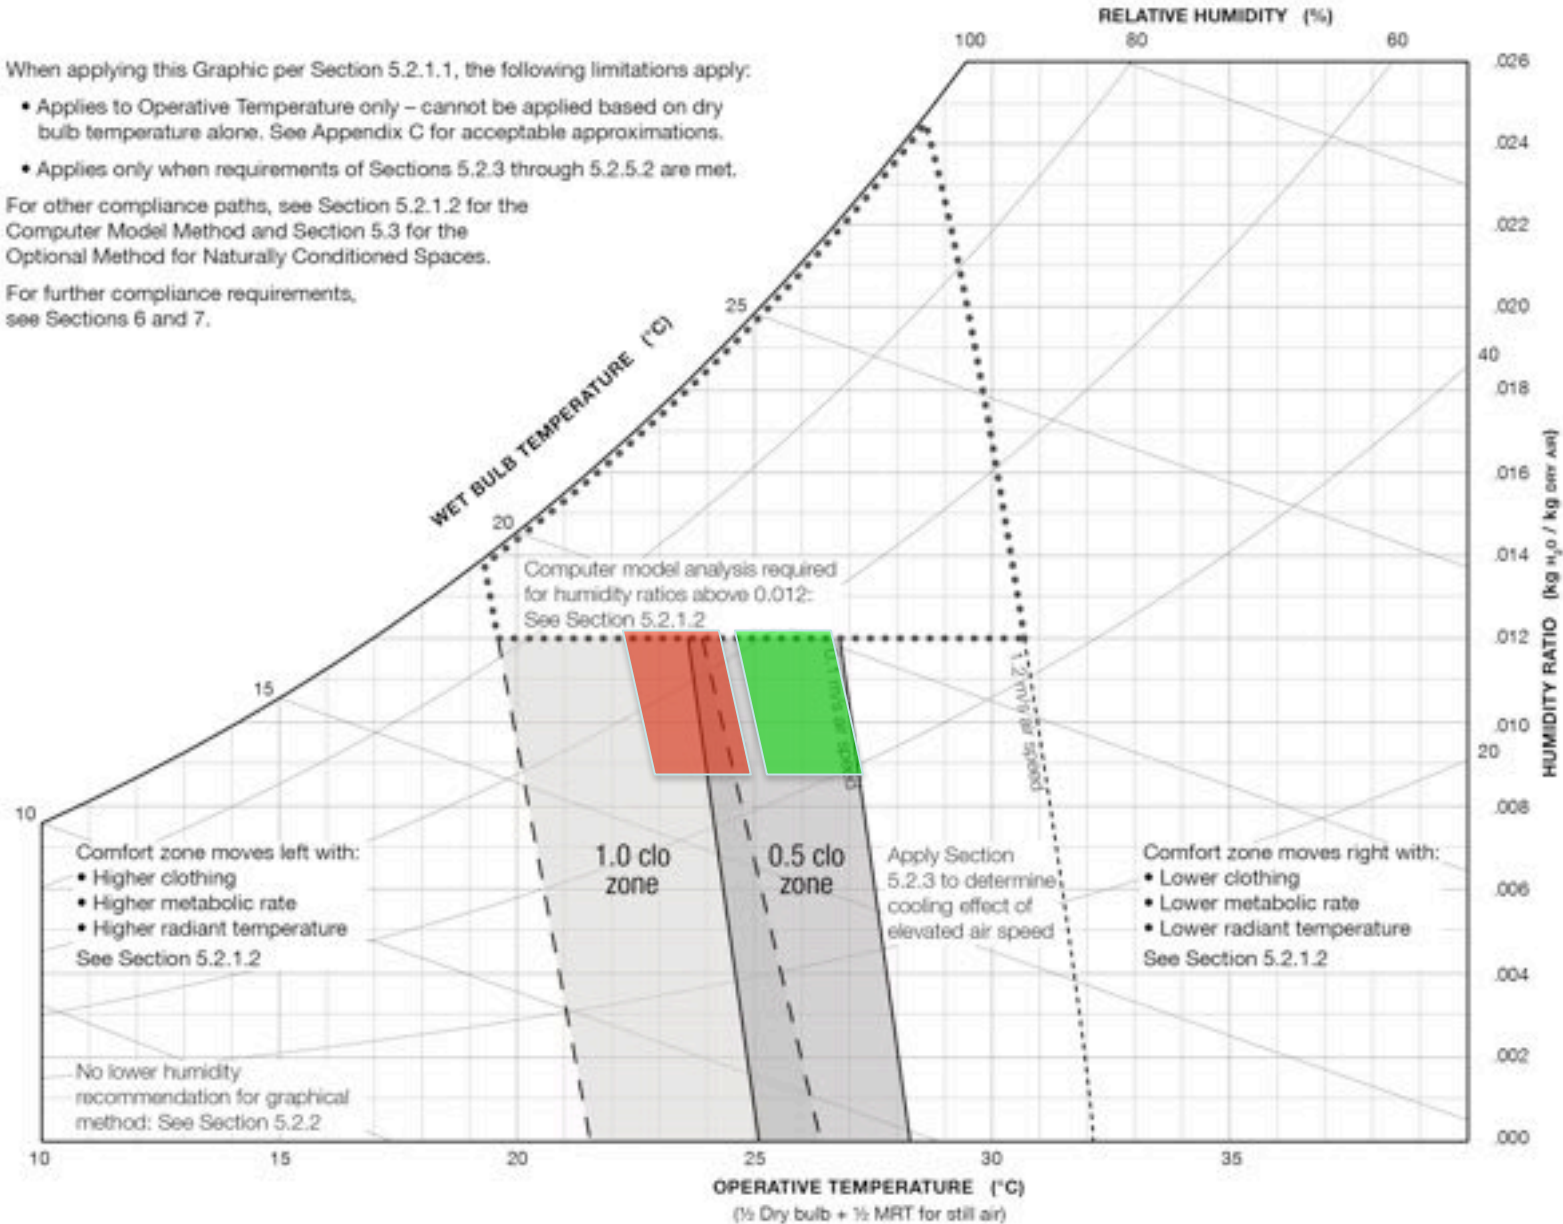 RELATIVE HUMIDITY (%)
100 80 60
When applying this Graphic per Section 5.2.1.1, the following limitations apply:
• Applies to Operative Temperature only – cannot be applied based on dry
bulb temperature alone. See Appendix C for acceptable approximations.
• Applies only when requirements of Sections 5.2.3 through 5.2.5.2 are met.
For other compliance paths, see Section 5.2.1.2 for the
Computer Model Method and Section 5.3 for the
Optional Method for Naturally Conditioned Spaces.
For further compliance requirements,
see Sections 6 and 7.
WET BULB TEMPERATURE (°C)
10
15
20
25
Computer model analysis required
for humidity ratios above 0.012:
See Section 5.2.1.2
0.1 m/s air speed
1.2 m/s air speed
1.0 clo
zone
0.5 clo
zone
Comfort zone moves left with:
• Higher clothing
• Higher metabolic rate
• Higher radiant temperature
See Section 5.2.1.2
Apply Section
5.2.3 to determine
cooling effect of
elevated air speed
Comfort zone moves right with:
• Lower clothing
• Lower metabolic rate
• Lower radiant temperature
See Section 5.2.1.2
No lower humidity
recommendation for graphical
method: See Section 5.2.2
.026
.024
.022
.020
40
.018
.016
.014
.012
.010
20
.008
.006
.004
.002
.000
HUMIDITY RATIO (kg H₂O / kg DRY AIR)
10 15 20 25 30 35
OPERATIVE TEMPERATURE (°C)
(½ Dry bulb + ½ MRT for still air)